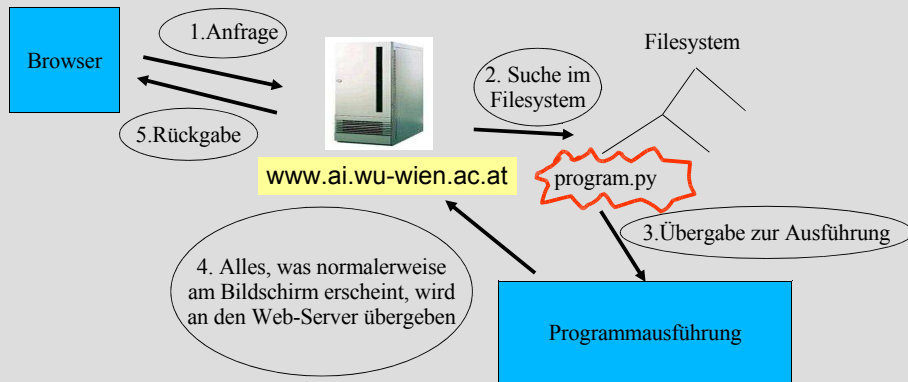 Browser
1.Anfrage
Filesystem
2. Suche im
Filesystem
5.Rückgabe
www.ai.wu-wien.ac.at
program.py
3.Übergabe zur Ausführung
4. Alles, was normalerweise
am Bildschirm erscheint, wird
an den Web-Server übergeben
Programmausführung